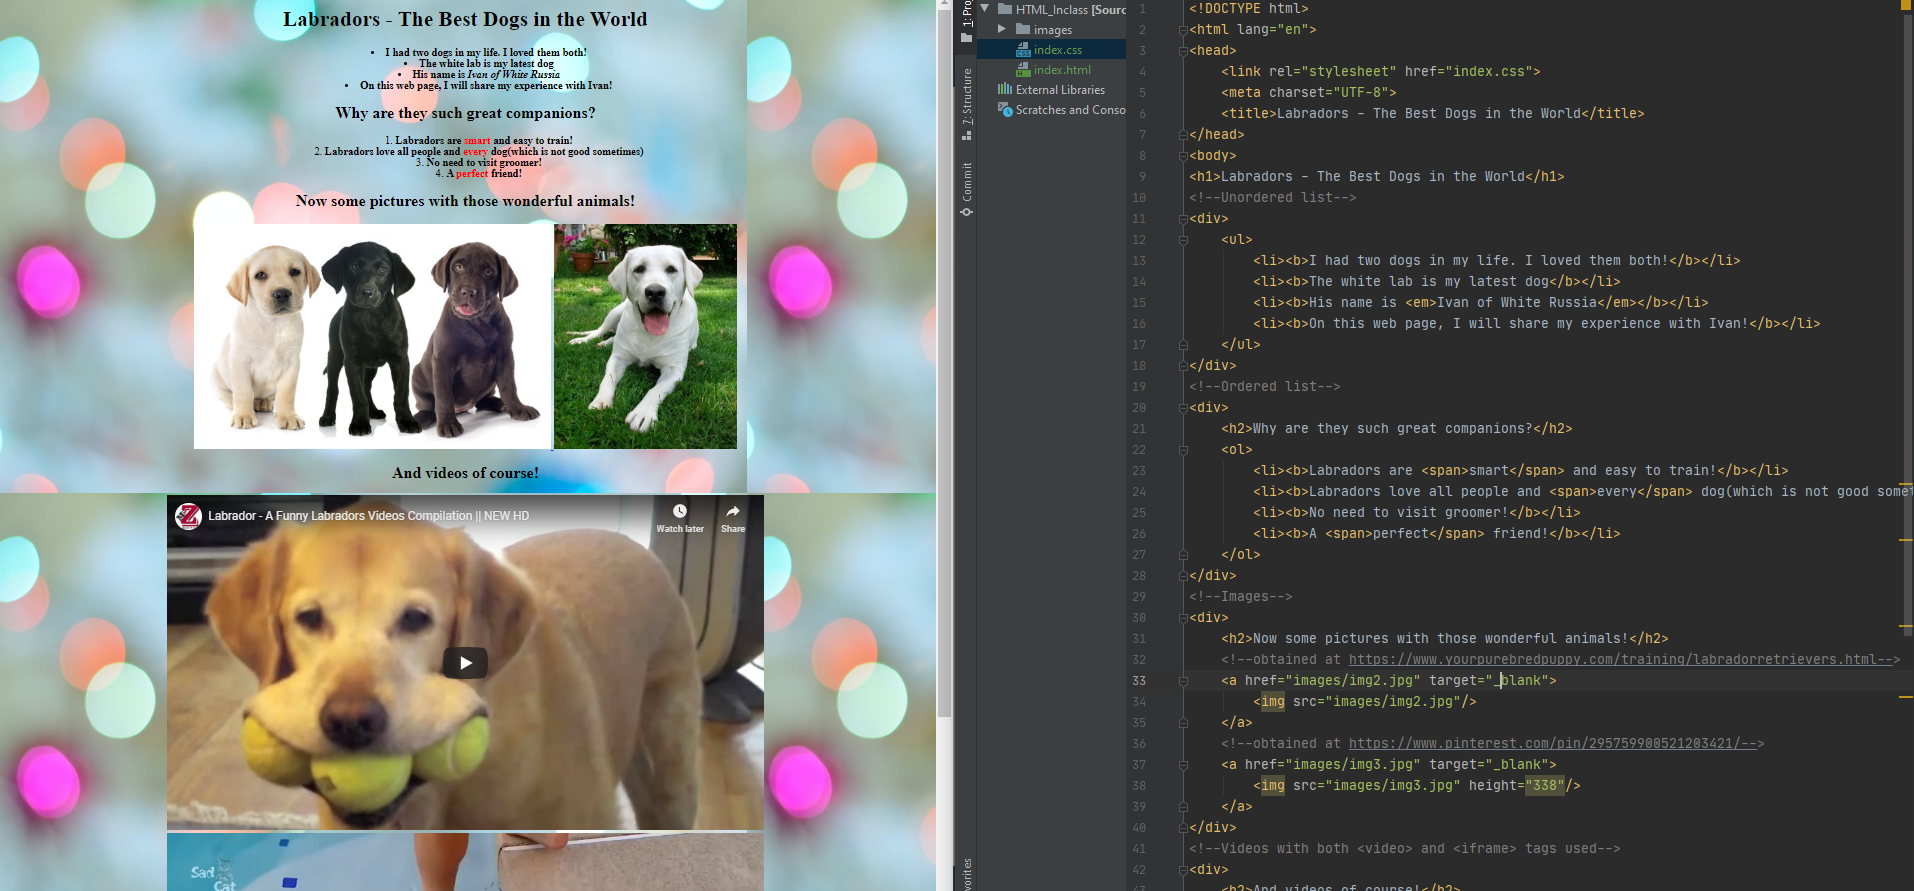 Labradors - The Best Dogs in the World
• I had two dogs in my life. I loved them both!
• The white lab is my latest dog
• His name is Ivan of White Russia
• On this web page, I will share my experience with Ivan!
Why are they such great companions?
1. Labradors are smart and easy to train!
2. Labradors love all people and every dog(which is not good sometimes)
3. No need to visit groomer!
4. A perfect friend!
Now some pictures with those wonderful animals!
And videos of course!
Labrador - A Funny Labradors Videos Compilation || NEW HD
Watch later
Share
Sad
Cat
1: Proj
7: Structure
Commit
vorites
HTML_Inclass [Sourc
images
index.css
index.html
External Libraries
Scratches and Conso
1 <!DOCTYPE html>
2 <html lang="en">
3 <head>
4 <link rel="stylesheet" href="index.css">
5 <meta charset="UTF-8">
6 <title>Labradors - The Best Dogs in the World</title>
7 </head>
8 <body>
9 <h1>Labradors - The Best Dogs in the World</h1>
10 <!--Unordered list-->
11 <div>
12 <ul>
13 <li><b>I had two dogs in my life. I loved them both!</b></li>
14 <li><b>The white lab is my latest dog</b></li>
15 <li><b>His name is <em>Ivan of White Russia</em></b></li>
16 <li><b>On this web page, I will share my experience with Ivan!</b></li>
17 </ul>
18 </div>
19 <!--Ordered list-->
20 <div>
21 <h2>Why are they such great companions?</h2>
22 <ol>
23 <li><b>Labradors are <span>smart</span> and easy to train!</b></li>
24 <li><b>Labradors love all people and <span>every</span> dog(which is not good somet
25 <li><b>No need to visit groomer!</b></li>
26 <li><b>A <span>perfect</span> friend!</b></li>
27 </ol>
28 </div>
29 <!--Images-->
30 <div>
31 <h2>Now some pictures with those wonderful animals!</h2>
32 <!--obtained at https://www.yourpurebredpuppy.com/training/labradorretrievers.html-->
33 <a href="images/img2.jpg" target="_blank">
34 <img src="images/img2.jpg"/>
35 </a>
36 <!--obtained at https://www.pinterest.com/pin/295759900521203421/-->
37 <a href="images/img3.jpg" target="_blank">
38 <img src="images/img3.jpg" height="338"/>
39 </a>
40 </div>
41 <!--Videos with both <video> and <iframe> tags used-->
42 <div>
43 <h2>And videos of course!</h2>